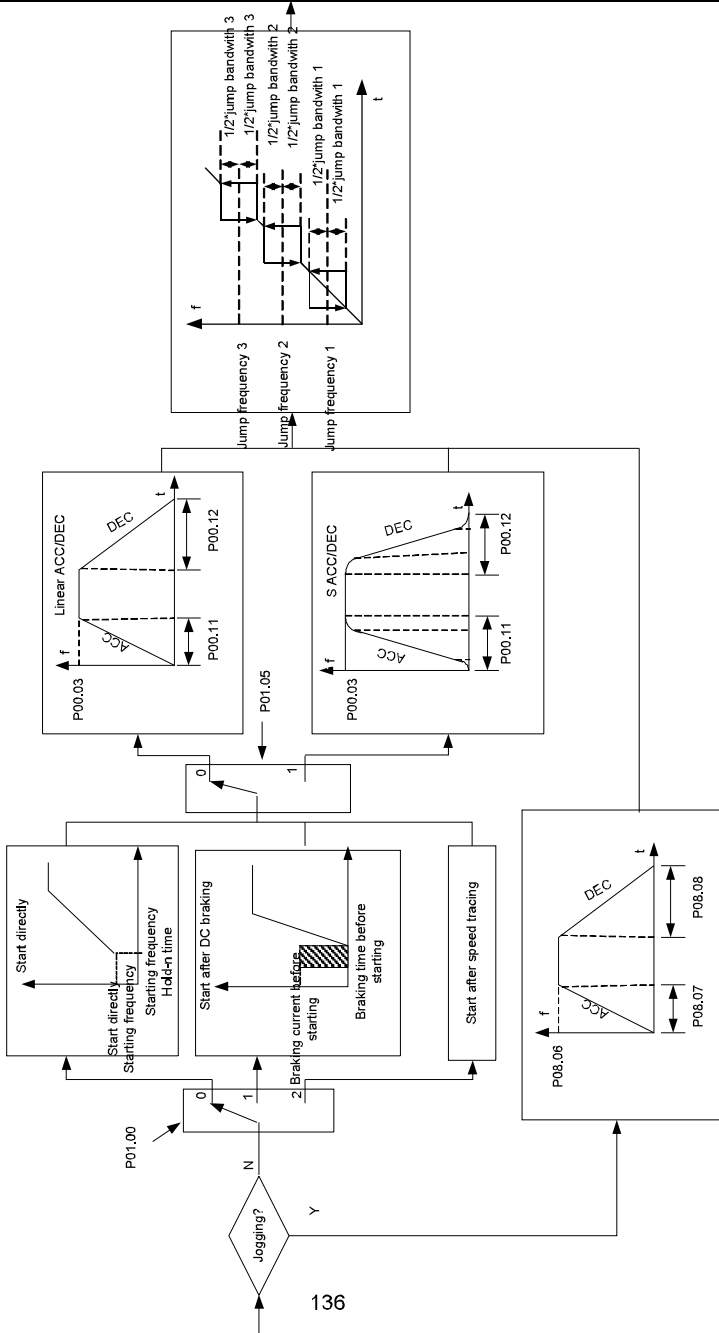 Jogging?
N
Y
P01.00
0
1
2
Start directly
Start directly
Starting frequency
Starting frequency
Hold-n time
Start after DC braking
Braking current before
starting
Braking time before
starting
Start after speed tracing
P01.05
0
1
Linear ACC/DEC
f
P00.03
ACC
DEC
t
P00.11
P00.12
S ACC/DEC
f
P00.03
ACC
DEC
t
P00.11
P00.12
f
P08.06
ACC
DEC
t
P08.07
P08.08
f
t
Jump frequency 3
Jump frequency 2
Jump frequency 1
1/2*jump bandwith 3
1/2*jump bandwith 3
1/2*jump bandwith 2
1/2*jump bandwith 2
1/2*jump bandwith 1
1/2*jump bandwith 1
136